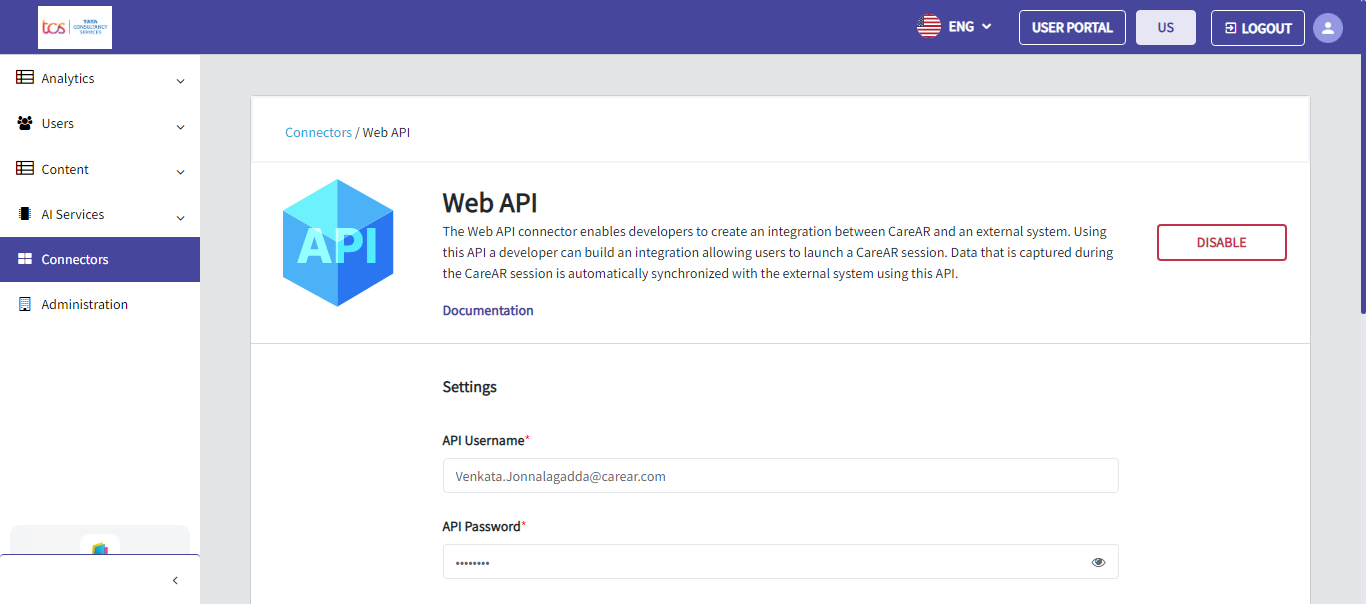 tcs
TATA
CONSULTANCY
SERVICES
ENG
USER PORTAL
US
LOGOUT
Analytics
Users
Content
AI Services
Connectors
Administration
Connectors / Web API
API
Web API
The Web API connector enables developers to create an integration between CareAR and an external system. Using
this API a developer can build an integration allowing users to launch a CareAR session. Data that is captured during
the CareAR session is automatically synchronized with the external system using this API.
DISABLE
Documentation
Settings
API Username*
Venkata.Jonnalagadda@carear.com
API Password*
••••••••